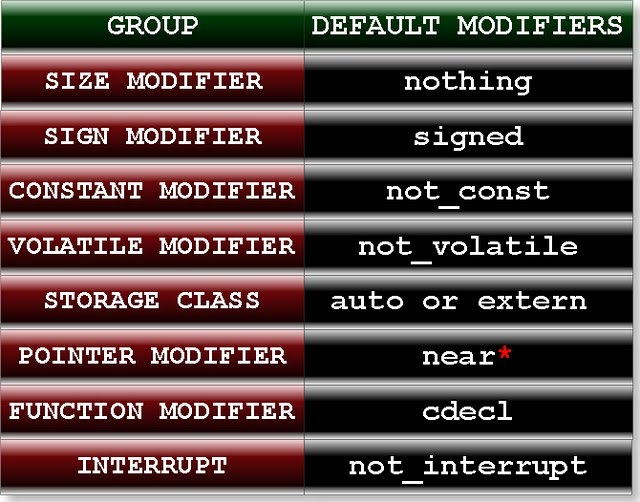 GROUP DEFAULT MODIFIERS
SIZE MODIFIER nothing
SIGN MODIFIER signed
CONSTANT MODIFIER not_const
VOLATILE MODIFIER not_volatile
STORAGE CLASS auto or extern
POINTER MODIFIER near*
FUNCTION MODIFIER cdecl
INTERRUPT not_interrupt